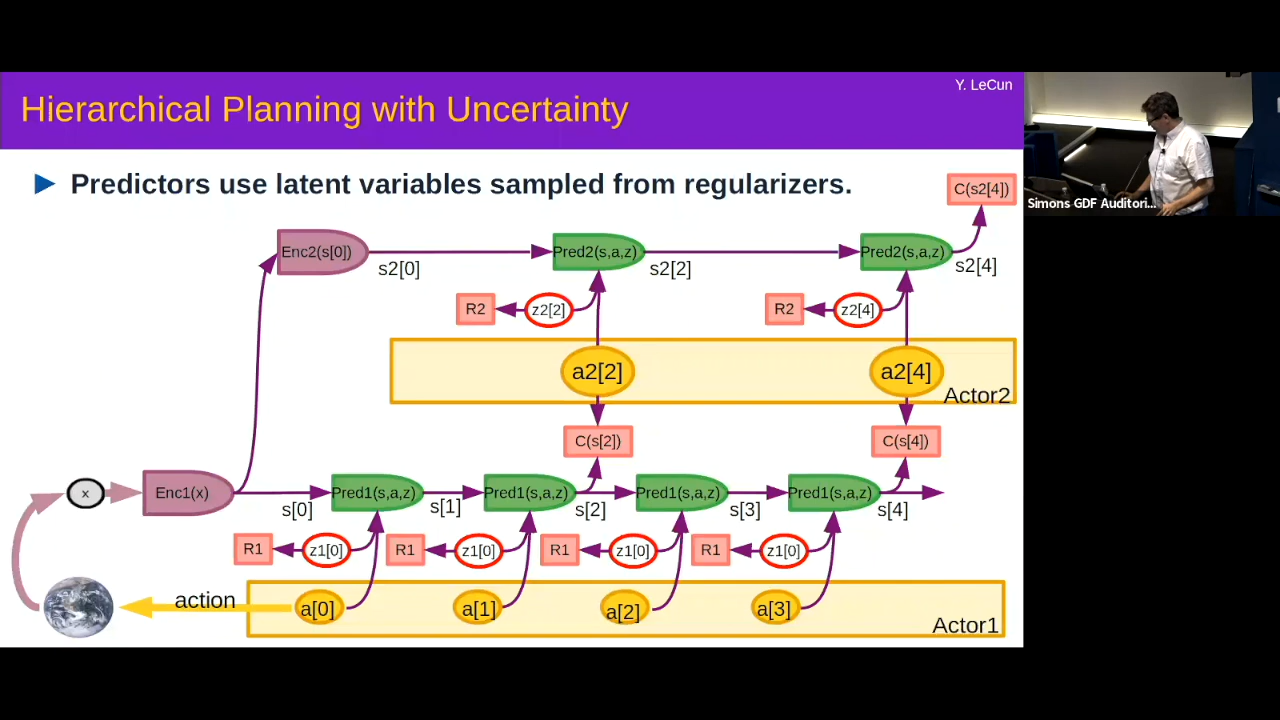 Y. LeCun
Hierarchical Planning with Uncertainty
Predictors use latent variables sampled from regularizers.
C(s2[4])
Simons GDF Auditori...
Enc2(s[0])
s2[0]
Pred2(s,a,z)
s2[2]
Pred2(s,a,z)
s2[4]
R2
z2[2]
R2
z2[4]
a2[2]
a2[4]
Actor2
C(s[2])
C(s[4])
x
Enc1(x)
s[0]
Pred1(s,a,z)
s[1]
Pred1(s,a,z)
s[2]
Pred1(s,a,z)
s[3]
Pred1(s,a,z)
s[4]
R1
z1[0]
R1
z1[0]
R1
z1[0]
R1
z1[0]
action
a[0]
a[1]
a[2]
a[3]
Actor1